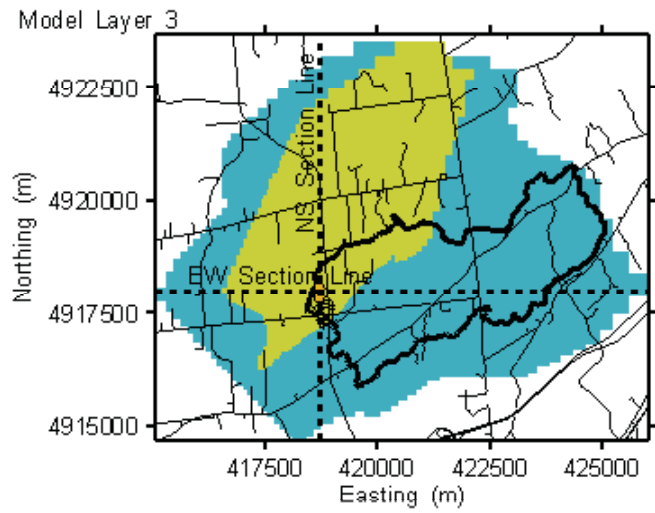 Model Layer 3
4922500
4920000
4917500
4915000
Northing (m)
NS Section Line
EW Section Line
417500
420000
422500
425000
Easting (m)